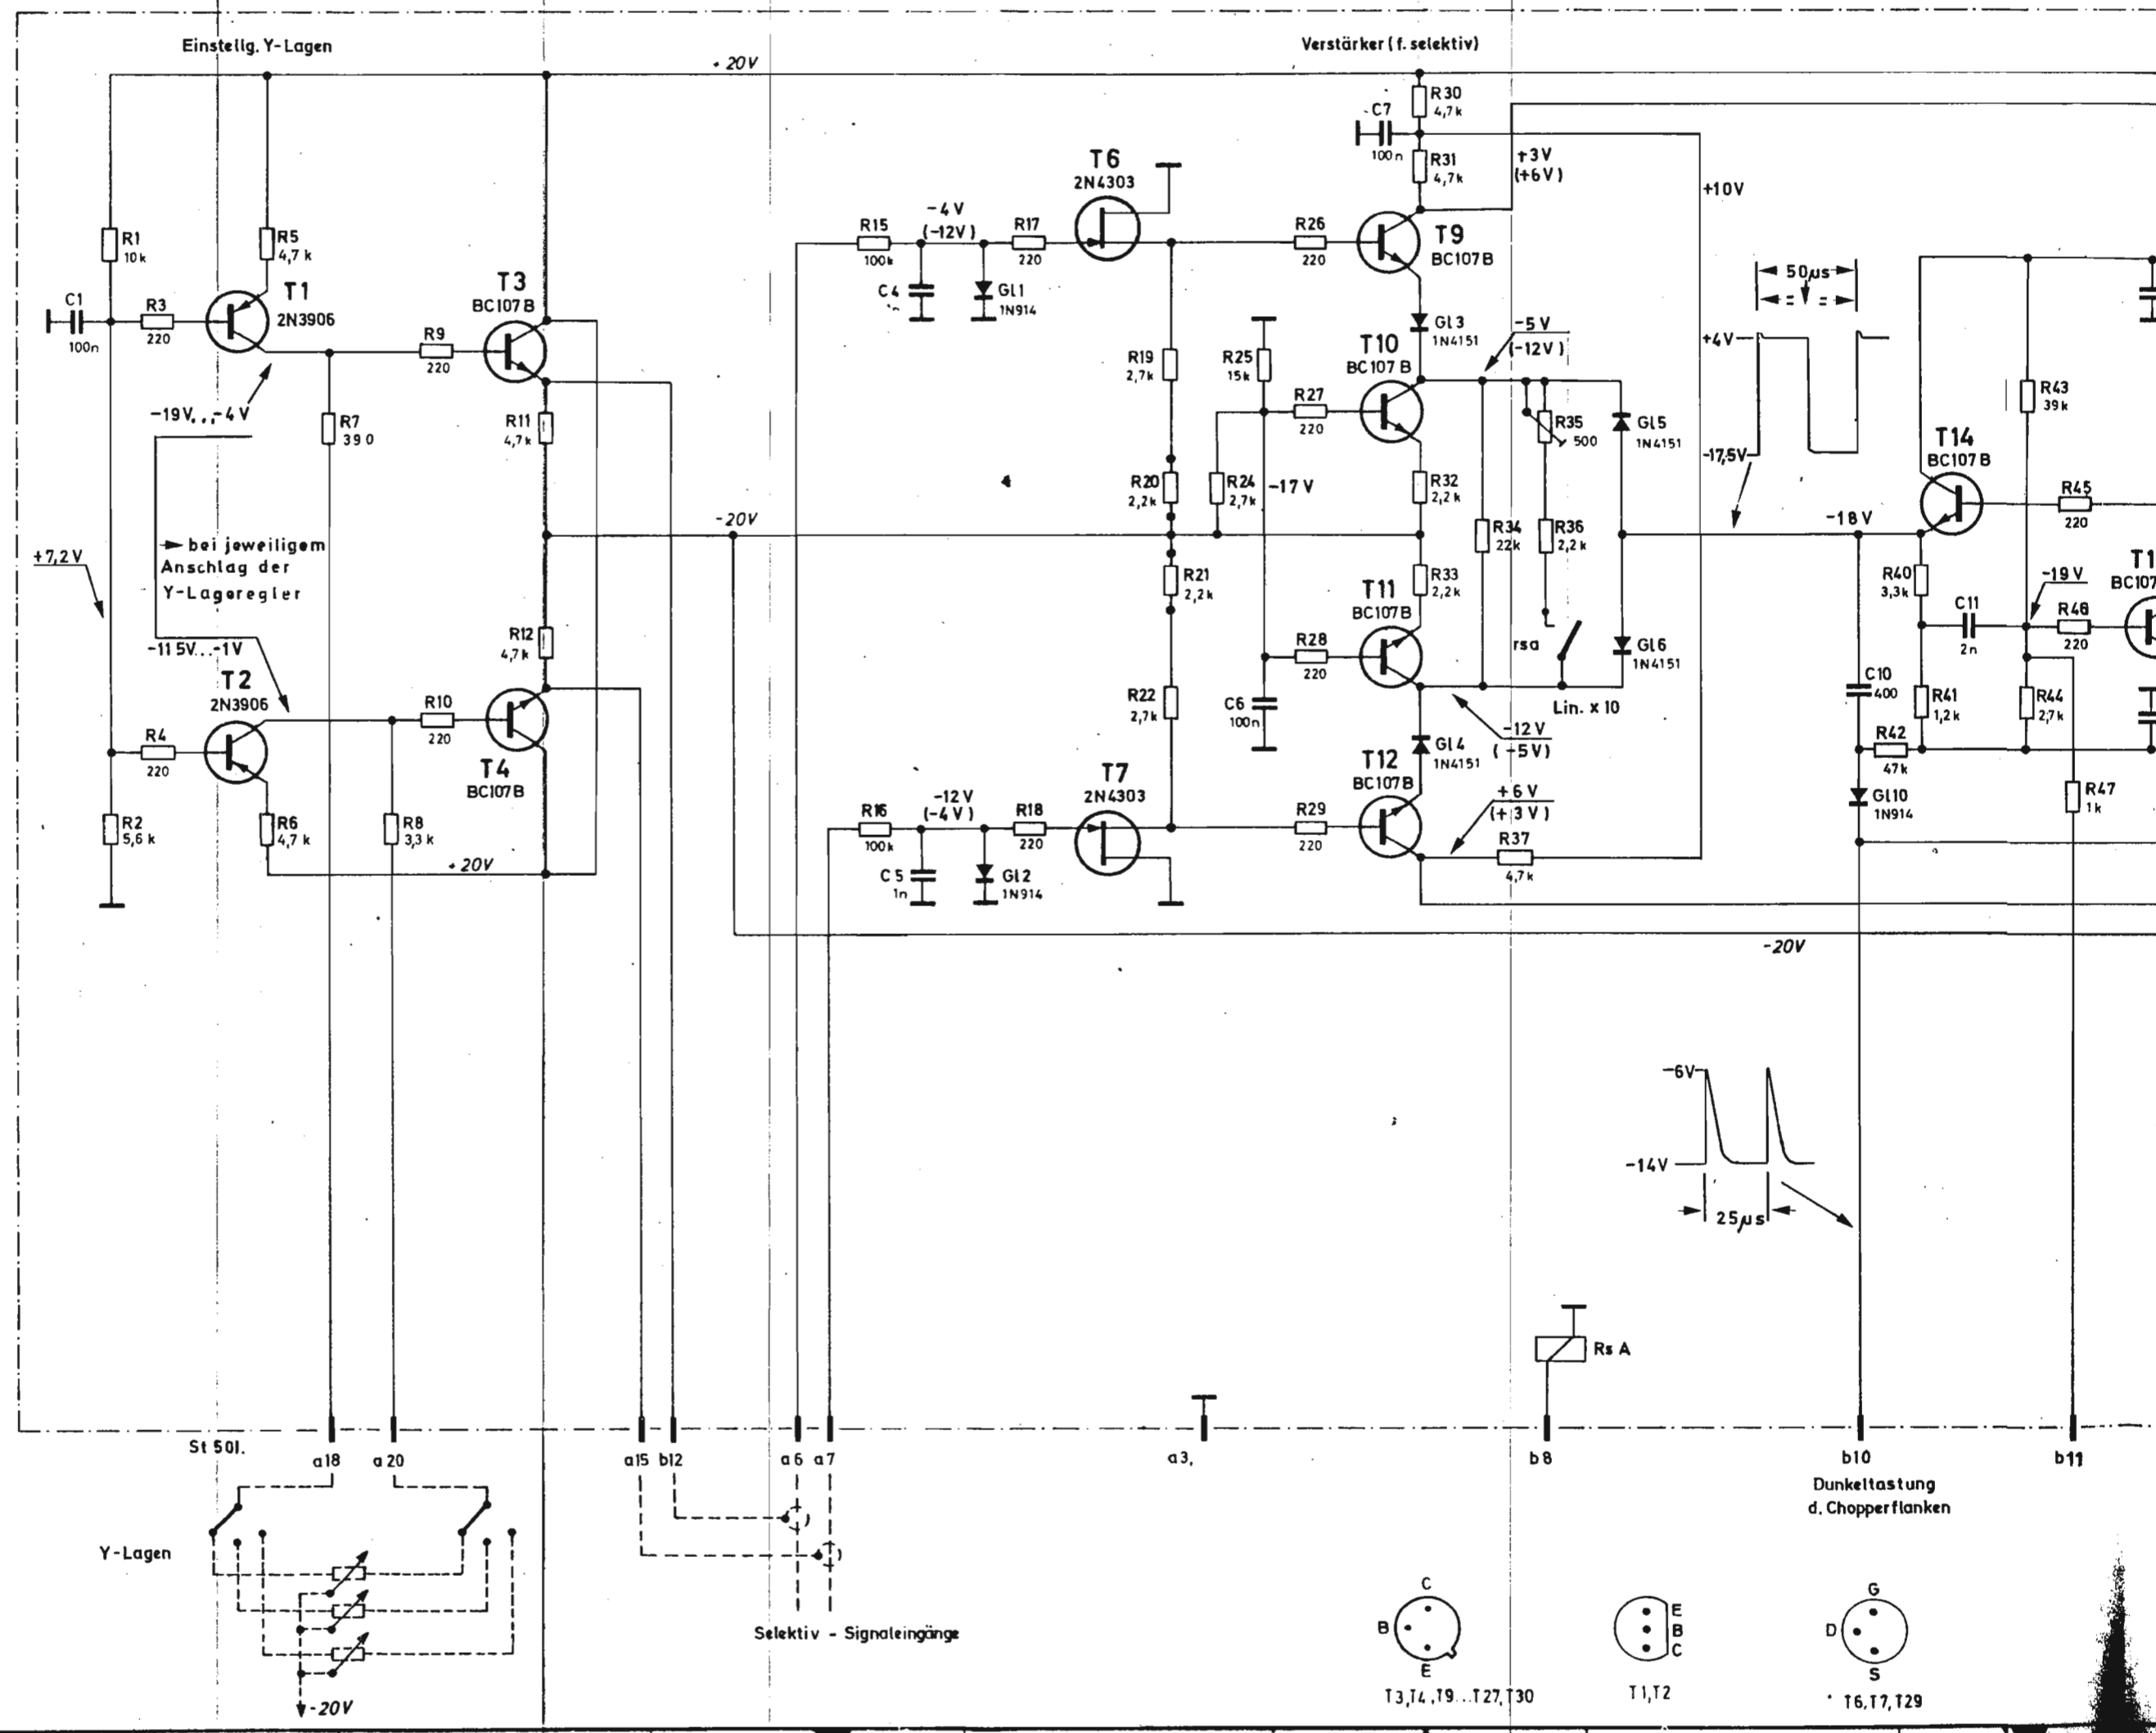 Einstellg. Y-Lagen
Verstärker (f. selektiv)
+ 20V
R1
10k
R5
4,7 k
C1
100n
R3
220
T1
2N3906
T3
BC107B
R9
220
-19V...-4V
R7
390
R11
4,7k
→ bei jeweiligem
Anschlag der
Y-Lageregler
+7,2V
-20V
-11 5V...-1V
R12
4,7k
T2
2N3906
R10
220
T4
BC107B
R4
220
R2
5,6 k
R6
4,7 k
R8
3,3 k
+20V
R15
100k
-4V
(-12V)
C4
Gl1
1N914
R17
220
T6
2N4303
R19
2,7k
R20
2,2k
R24
2,7k
R25
15k
-17V
R21
2,2k
R22
2,7k
C6
100n
R16
100k
-12V
(-4V)
C5
1n
Gl2
1N914
R18
220
T7
2N4303
C7
100n
R30
4,7k
R31
4,7k
+3V
(+6V)
+10V
R26
220
T9
BC107B
Gl3
1N4151
T10
BC107B
-5V
(-12V)
R27
220
R32
2,2k
R34
22k
R35
500
R36
2,2k
Gl5
1N4151
R33
2,2k
T11
BC107B
R28
220
rsa
Gl6
1N4151
Lin. x 10
-12V
(-5V)
Gl4
1N4151
T12
BC107B
R29
220
+6V
(+3V)
R37
4,7k
50µs
= =
+4V
-17,5V
T14
BC107B
R43
39k
R45
220
-18V
R40
3,3k
C11
2n
-19V
R46
220
T1
BC107
C10
400
R41
1,2k
R44
2,7k
R42
47k
Gl10
1N914
R47
1k
-20V
-6V
-14V
25µs
Rs A
St 501.
a18
a20
a15
b12
a6
a7
a3,
b8
b10
b11
Dunkeltastung
d. Chopperflanken
Y-Lagen
-20V
Selektiv - Signaleingänge
C
B
E
T3,T4,T9...T27,T30
E
B
C
T1,T2
G
D
S
T6,T7,T29